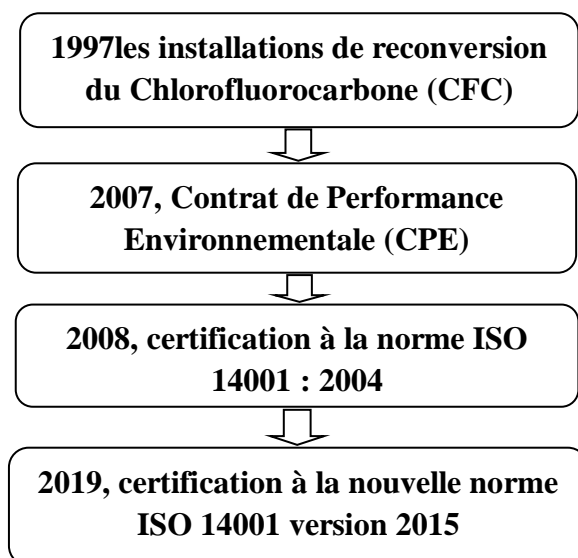 1997les installations de reconversion
du Chlorofluorocarbone (CFC)
2007, Contrat de Performance
Environnementale (CPE)
2008, certification à la norme ISO
14001 : 2004
2019, certification à la nouvelle norme
ISO 14001 version 2015